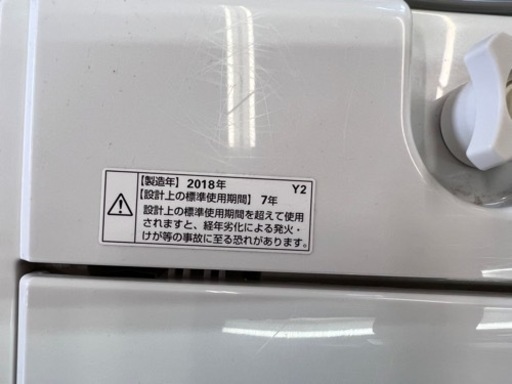 【製造年】2018年 Y2
【設計上の標準使用期間】7年
設計上の標準使用期間を超えて使用
されますと、経年劣化による発火・
けが等の事故に至る恐れがあります。